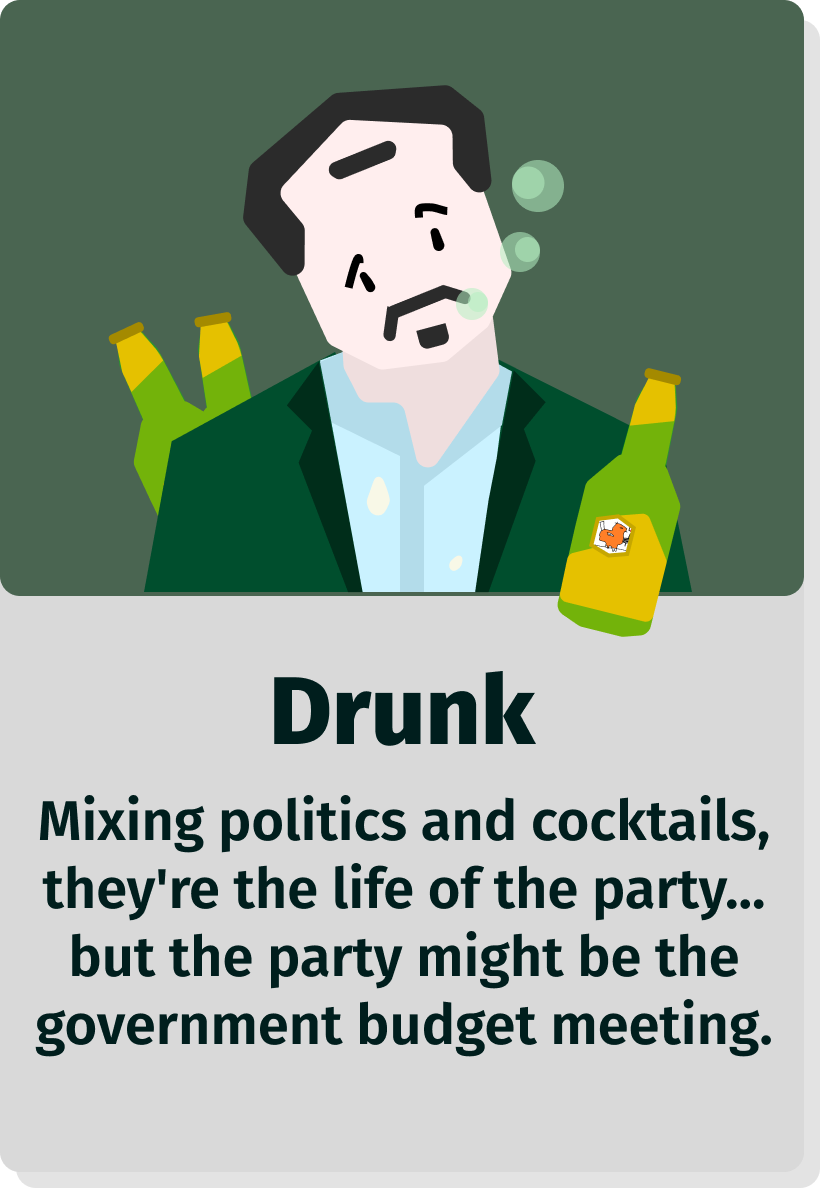 Drunk
Mixing politics and cocktails,
they're the life of the party...
but the party might be the
government budget meeting.